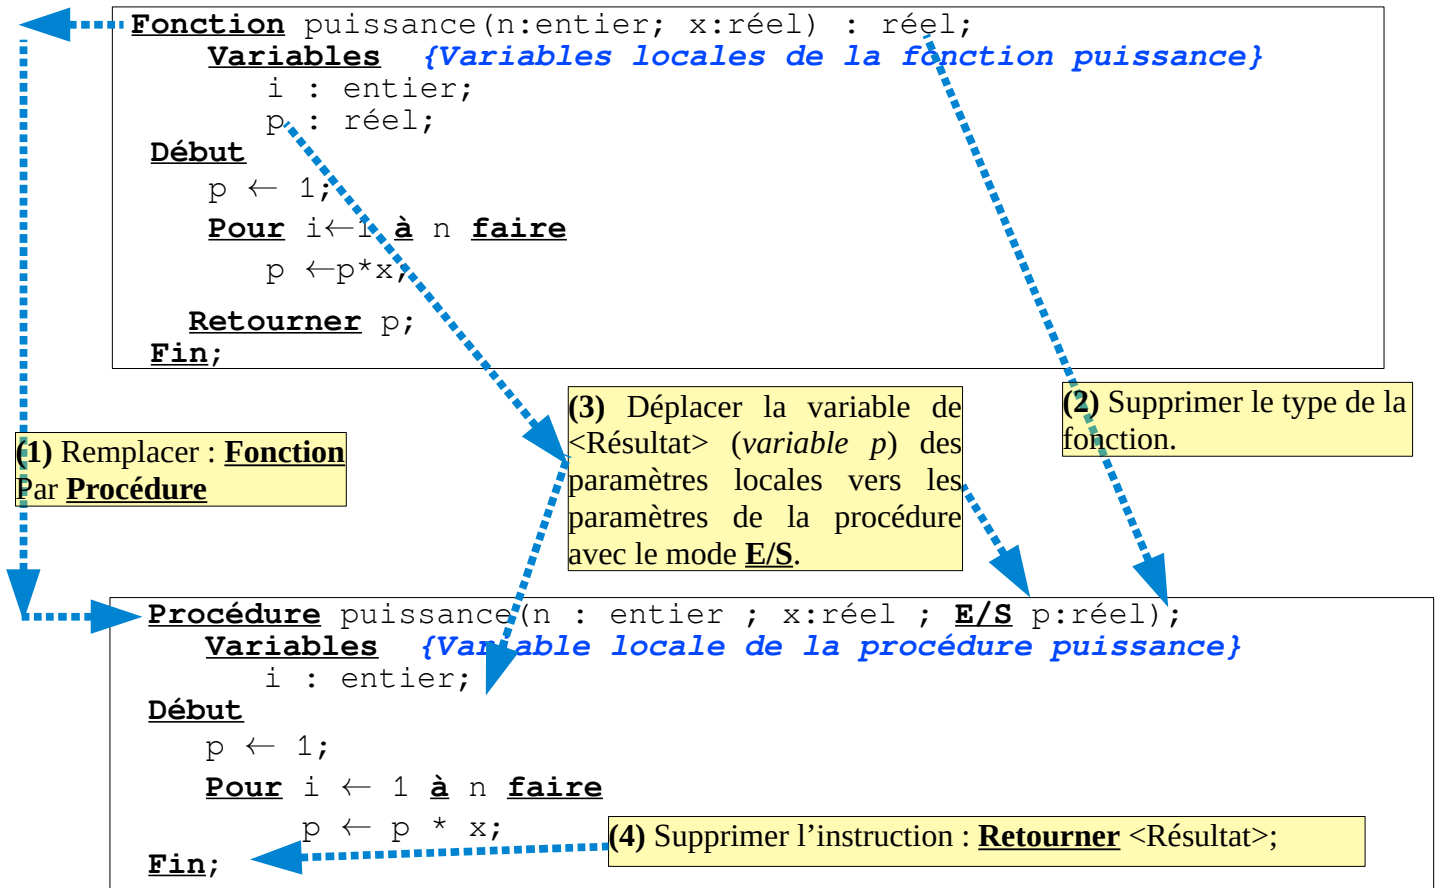 Fonction puissance(n:entier; x:réel) : réel;
Variables {Variables locales de la fonction puissance}
i : entier;
p : réel;
Début
p ← 1;
Pour i←1 à n faire
p ←p*x;
Retourner p;
Fin;
(1) Remplacer : Fonction
Par Procédure
(3) Déplacer la variable de
<Résultat> (variable p) des
paramètres locales vers les
paramètres de la procédure
avec le mode E/S.
(2) Supprimer le type de la
fonction.
Procédure puissance(n : entier ; x:réel ; E/S p:réel);
Variables {Variable locale de la procédure puissance}
i : entier;
Début
p ← 1;
Pour i ← 1 à n faire
p ← p * x;
(4) Supprimer l’instruction : Retourner <Résultat>;
Fin;